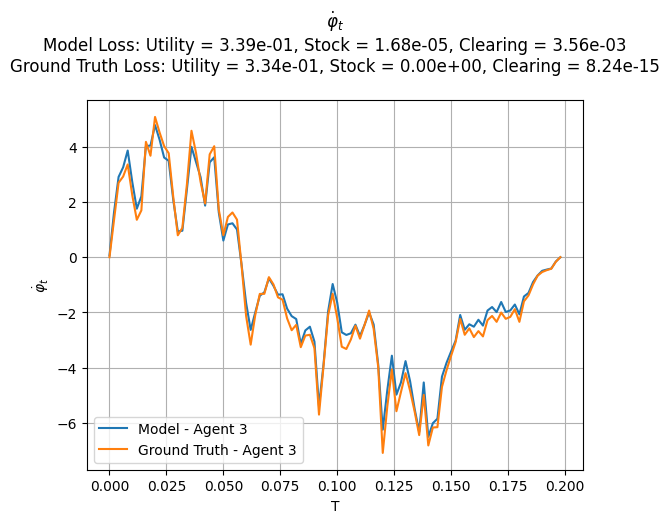 φ̇_t
Model Loss: Utility = 3.39e-01, Stock = 1.68e-05, Clearing = 3.56e-03
Ground Truth Loss: Utility = 3.34e-01, Stock = 0.00e+00, Clearing = 8.24e-15
φ̇_t
4
2
0
−2
−4
−6
Model - Agent 3
Ground Truth - Agent 3
0.000 0.025 0.050 0.075 0.100 0.125 0.150 0.175 0.200
T